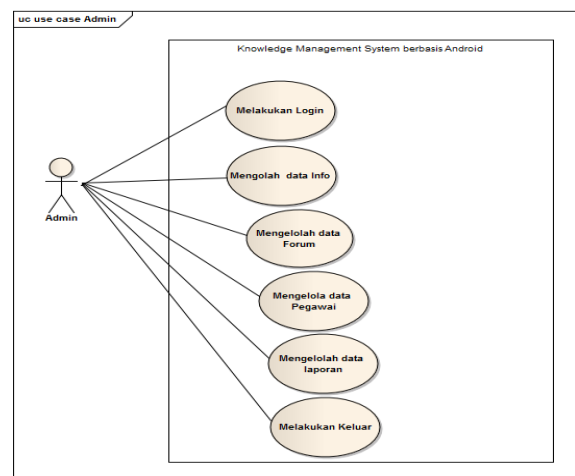 uc use case Admin
Knowledge Management System berbasis Android
Melakukan Login
Mengolah data Info
Admin
Mengelolah data
Forum
Mengelola data
Pegawai
Mengelolah data
laporan
Melakukan Keluar